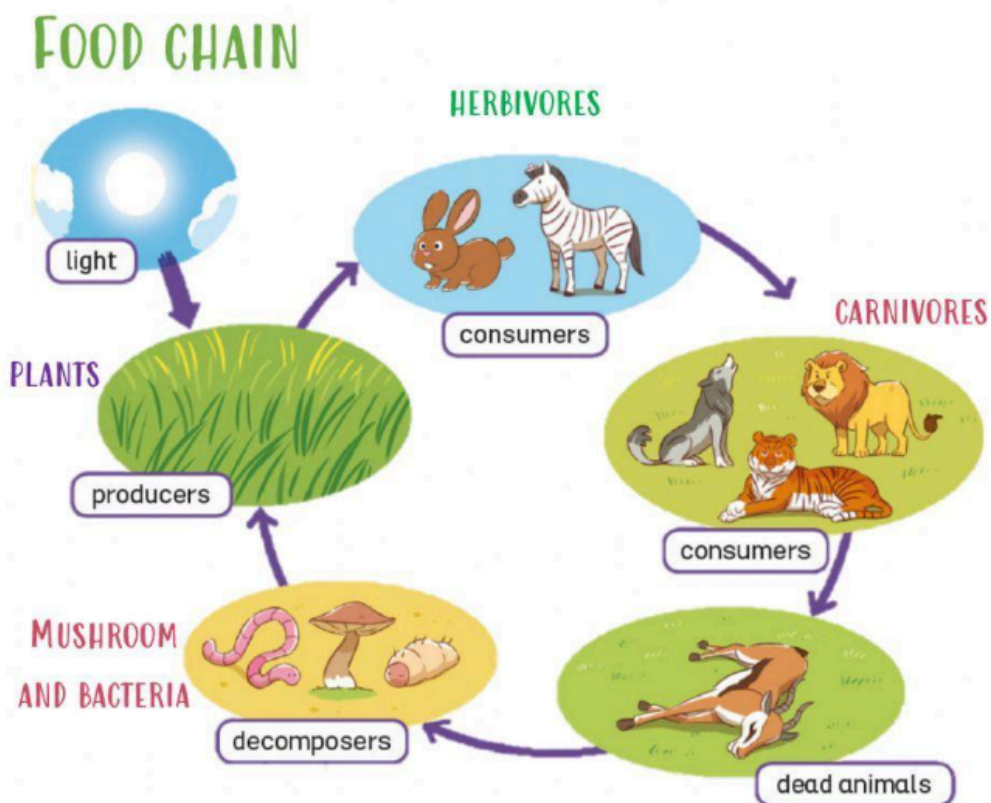 FOOD CHAIN
HERBIVORES
light
consumers
CARNIVORES
PLANTS
producers
consumers
MUSHROOM
AND BACTERIA
decomposers
dead animals